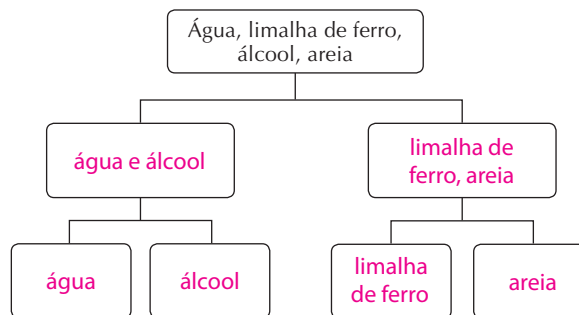 Água, limalha de ferro,
álcool, areia
água e álcool
limalha de
ferro, areia
água
álcool
limalha
de ferro
areia